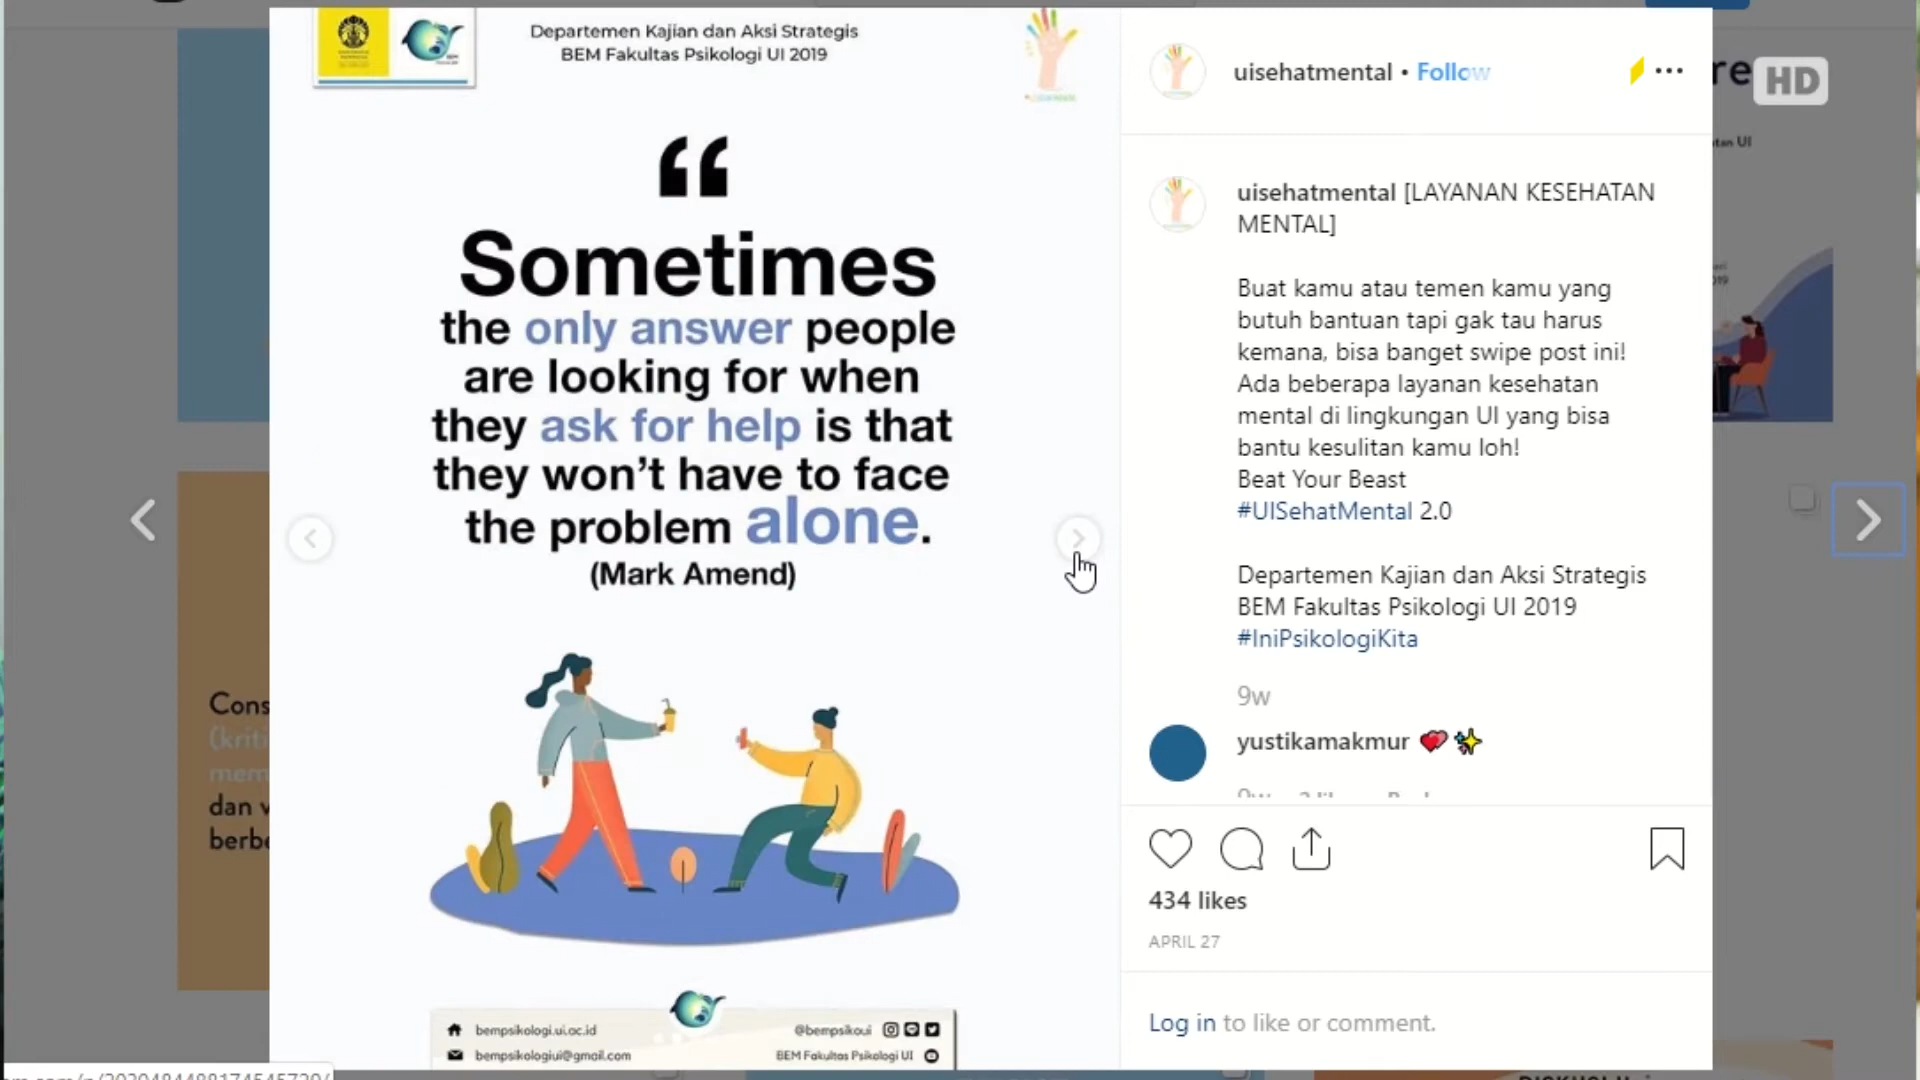 Departemen Kajian dan Aksi Strategis
BEM Fakultas Psikologi UI 2019
“
Sometimes
the only answer people
are looking for when
they ask for help is that
they won't have to face
the problem alone.
(Mark Amend)
bempsikologi.ui.ac.id
@bempsikoui
bempsikologiui@gmail.com
BEM Fakultas Psikologi UI
uisehatmental • Follow
uisehatmental [LAYANAN KESEHATAN
MENTAL]
Buat kamu atau temen kamu yang
butuh bantuan tapi gak tau harus
kemana, bisa banget swipe post ini!
Ada beberapa layanan kesehatan
mental di lingkungan UI yang bisa
bantu kesulitan kamu loh!
Beat Your Beast
#UISehatMental 2.0
Departemen Kajian dan Aksi Strategis
BEM Fakultas Psikologi UI 2019
#IniPsikologiKita
9w
yustikamakmur 💕✨
434 likes
APRIL 27
Log in to like or comment.
HD
Cons
(kriti
mem
dan v
berbe